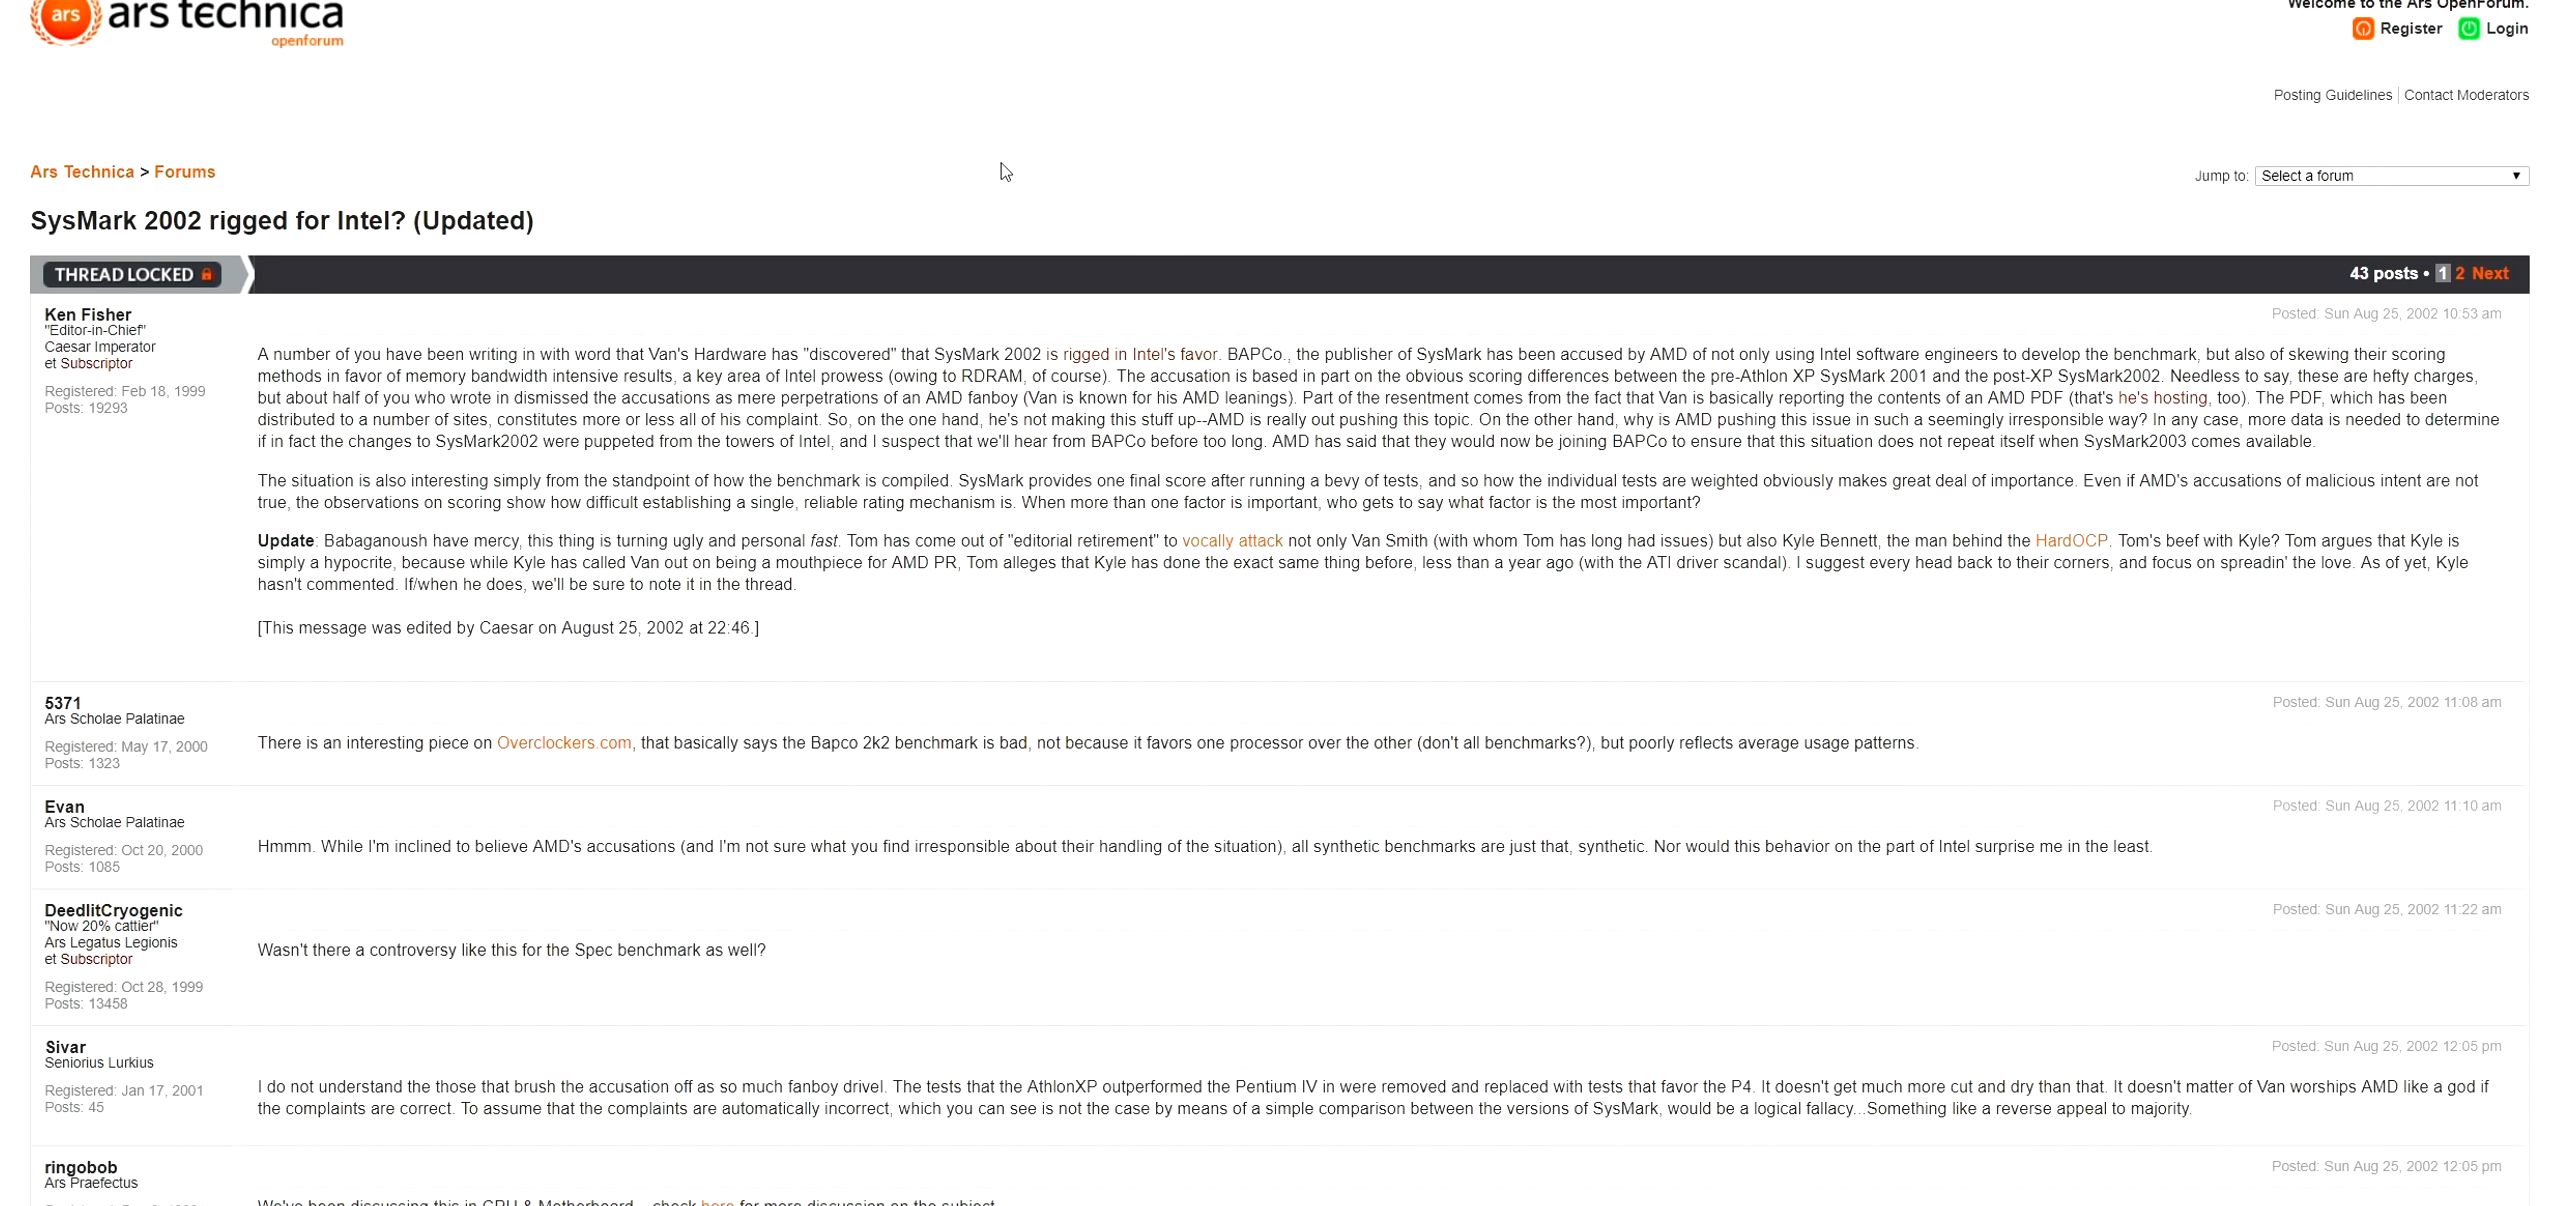 ars technica
openforum
ars
Welcome to the Ars OpenForum.
Register Login
Posting Guidelines Contact Moderators
Ars Technica > Forums
Jump to: Select a forum
SysMark 2002 rigged for Intel? (Updated)
THREAD LOCKED
43 posts • 1 2 Next
Ken Fisher
"Editor-in-Chief"
Caesar Imperator
et Subscriptor
Registered: Feb 18, 1999
Posts: 19293
Posted: Sun Aug 25, 2002 10:53 am
A number of you have been writing in with word that Van's Hardware has "discovered" that SysMark 2002 is rigged in Intel's favor. BAPCo., the publisher of SysMark has been accused by AMD of not only using Intel software engineers to develop the benchmark, but also of skewing their scoring
methods in favor of memory bandwidth intensive results, a key area of Intel prowess (owing to RDRAM, of course). The accusation is based in part on the obvious scoring differences between the pre-Athlon XP SysMark 2001 and the post-XP SysMark2002. Needless to say, these are hefty charges,
but about half of you who wrote in dismissed the accusations as mere perpetrations of an AMD fanboy (Van is known for his AMD leanings). Part of the resentment comes from the fact that Van is basically reporting the contents of an AMD PDF (that's he's hosting, too). The PDF, which has been
distributed to a number of sites, constitutes more or less all of his complaint. So, on the one hand, he's not making this stuff up--AMD is really out pushing this topic. On the other hand, why is AMD pushing this issue in such a seemingly irresponsible way? In any case, more data is needed to determine
if in fact the changes to SysMark2002 were puppeted from the towers of Intel, and I suspect that we'll hear from BAPCo before too long. AMD has said that they would now be joining BAPCo to ensure that this situation does not repeat itself when SysMark2003 comes available.
The situation is also interesting simply from the standpoint of how the benchmark is compiled. SysMark provides one final score after running a bevy of tests, and so how the individual tests are weighted obviously makes great deal of importance. Even if AMD's accusations of malicious intent are not
true, the observations on scoring show how difficult establishing a single, reliable rating mechanism is. When more than one factor is important, who gets to say what factor is the most important?
Update: Babaganoush have mercy, this thing is turning ugly and personal fast. Tom has come out of "editorial retirement" to vocally attack not only Van Smith (with whom Tom has long had issues) but also Kyle Bennett, the man behind the HardOCP. Tom's beef with Kyle? Tom argues that Kyle is
simply a hypocrite, because while Kyle has called Van out on being a mouthpiece for AMD PR, Tom alleges that Kyle has done the exact same thing before, less than a year ago (with the ATI driver scandal). I suggest every head back to their corners, and focus on spreadin' the love. As of yet, Kyle
hasn't commented. If/when he does, we'll be sure to note it in the thread.
[This message was edited by Caesar on August 25, 2002 at 22:46.]
5371
Ars Scholae Palatinae
Registered: May 17, 2000
Posts: 1323
Posted: Sun Aug 25, 2002 11:08 am
There is an interesting piece on Overclockers.com, that basically says the Bapco 2k2 benchmark is bad, not because it favors one processor over the other (don't all benchmarks?), but poorly reflects average usage patterns.
Evan
Ars Scholae Palatinae
Registered: Oct 20, 2000
Posts: 1085
Posted: Sun Aug 25, 2002 11:10 am
Hmmm. While I'm inclined to believe AMD's accusations (and I'm not sure what you find irresponsible about their handling of the situation), all synthetic benchmarks are just that, synthetic. Nor would this behavior on the part of Intel surprise me in the least.
DeedlitCryogenic
"Now 20% cattier"
Ars Legatus Legionis
et Subscriptor
Registered: Oct 28, 1999
Posts: 13458
Posted: Sun Aug 25, 2002 11:22 am
Wasn't there a controversy like this for the Spec benchmark as well?
Sivar
Seniorius Lurkius
Registered: Jan 17, 2001
Posts: 45
Posted: Sun Aug 25, 2002 12:05 pm
I do not understand the those that brush the accusation off as so much fanboy drivel. The tests that the AthlonXP outperformed the Pentium IV in were removed and replaced with tests that favor the P4. It doesn't get much more cut and dry than that. It doesn't matter of Van worships AMD like a god if
the complaints are correct. To assume that the complaints are automatically incorrect, which you can see is not the case by means of a simple comparison between the versions of SysMark, would be a logical fallacy...Something like a reverse appeal to majority.
ringobob
Ars Praefectus
Posted: Sun Aug 25, 2002 12:05 pm
We've been discussing this in CPU & Motherboard... check here for more discussion on the subject